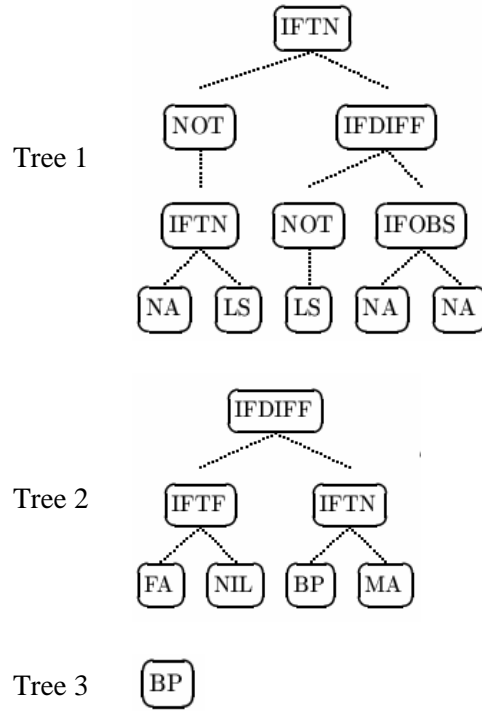 IFTN
NOT IFDIFF
Tree 1
IFTN NOT IFOBS
NA LS LS NA NA
IFDIFF
Tree 2 IFTF IFTN
FA NIL BP MA
Tree 3 BP